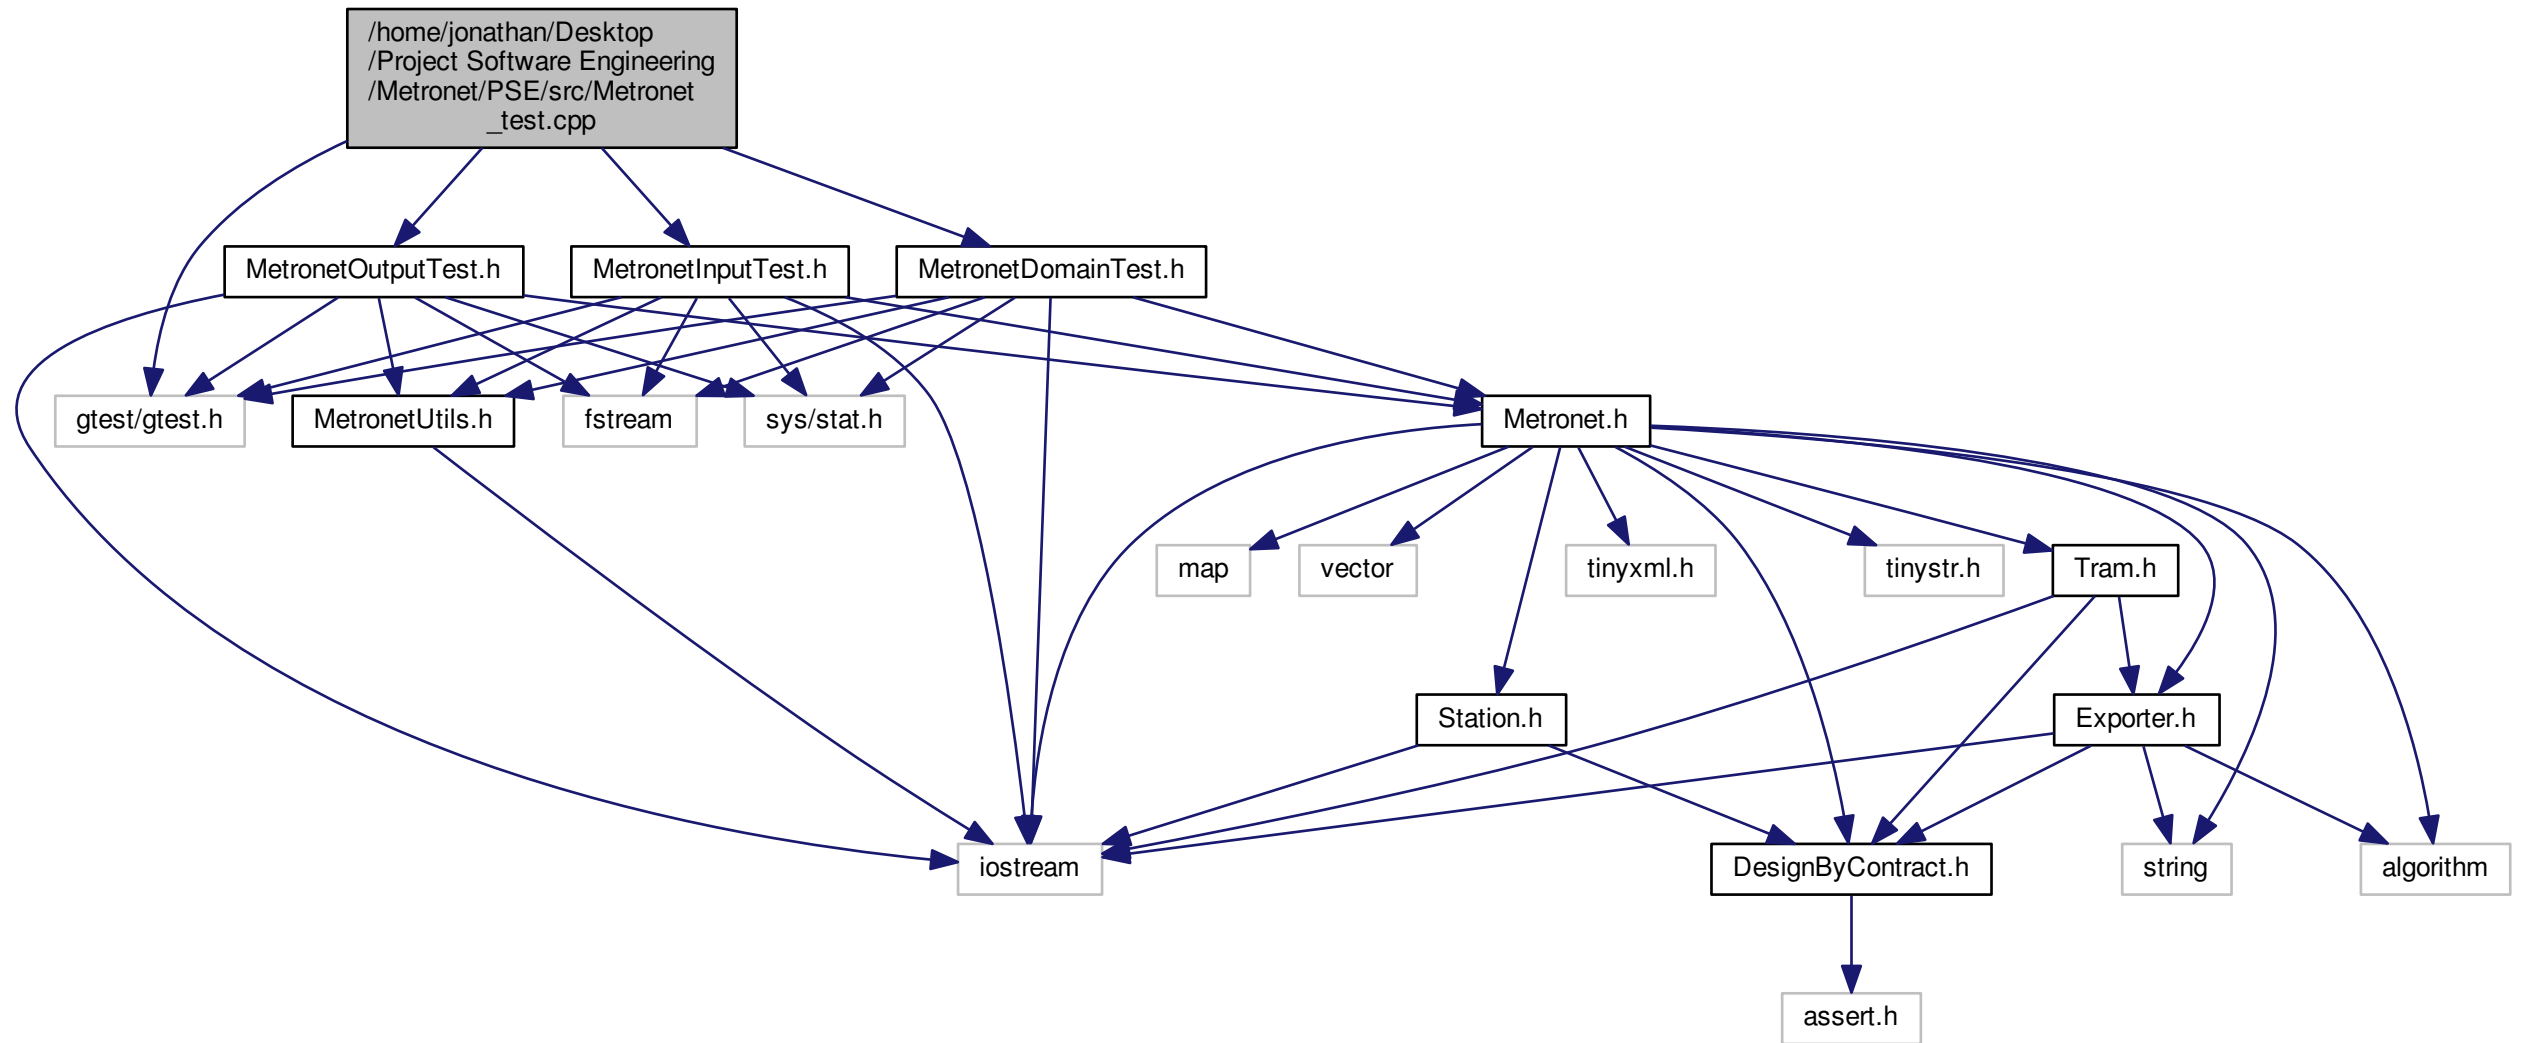 /home/jonathan/Desktop
/Project Software Engineering
/Metronet/PSE/src/Metronet
_test.cpp
MetronetOutputTest.h
MetronetInputTest.h
MetronetDomainTest.h
gtest/gtest.h
MetronetUtils.h
fstream
sys/stat.h
Metronet.h
map
vector
tinyxml.h
tinystr.h
Tram.h
Station.h
Exporter.h
iostream
DesignByContract.h
string
algorithm
assert.h